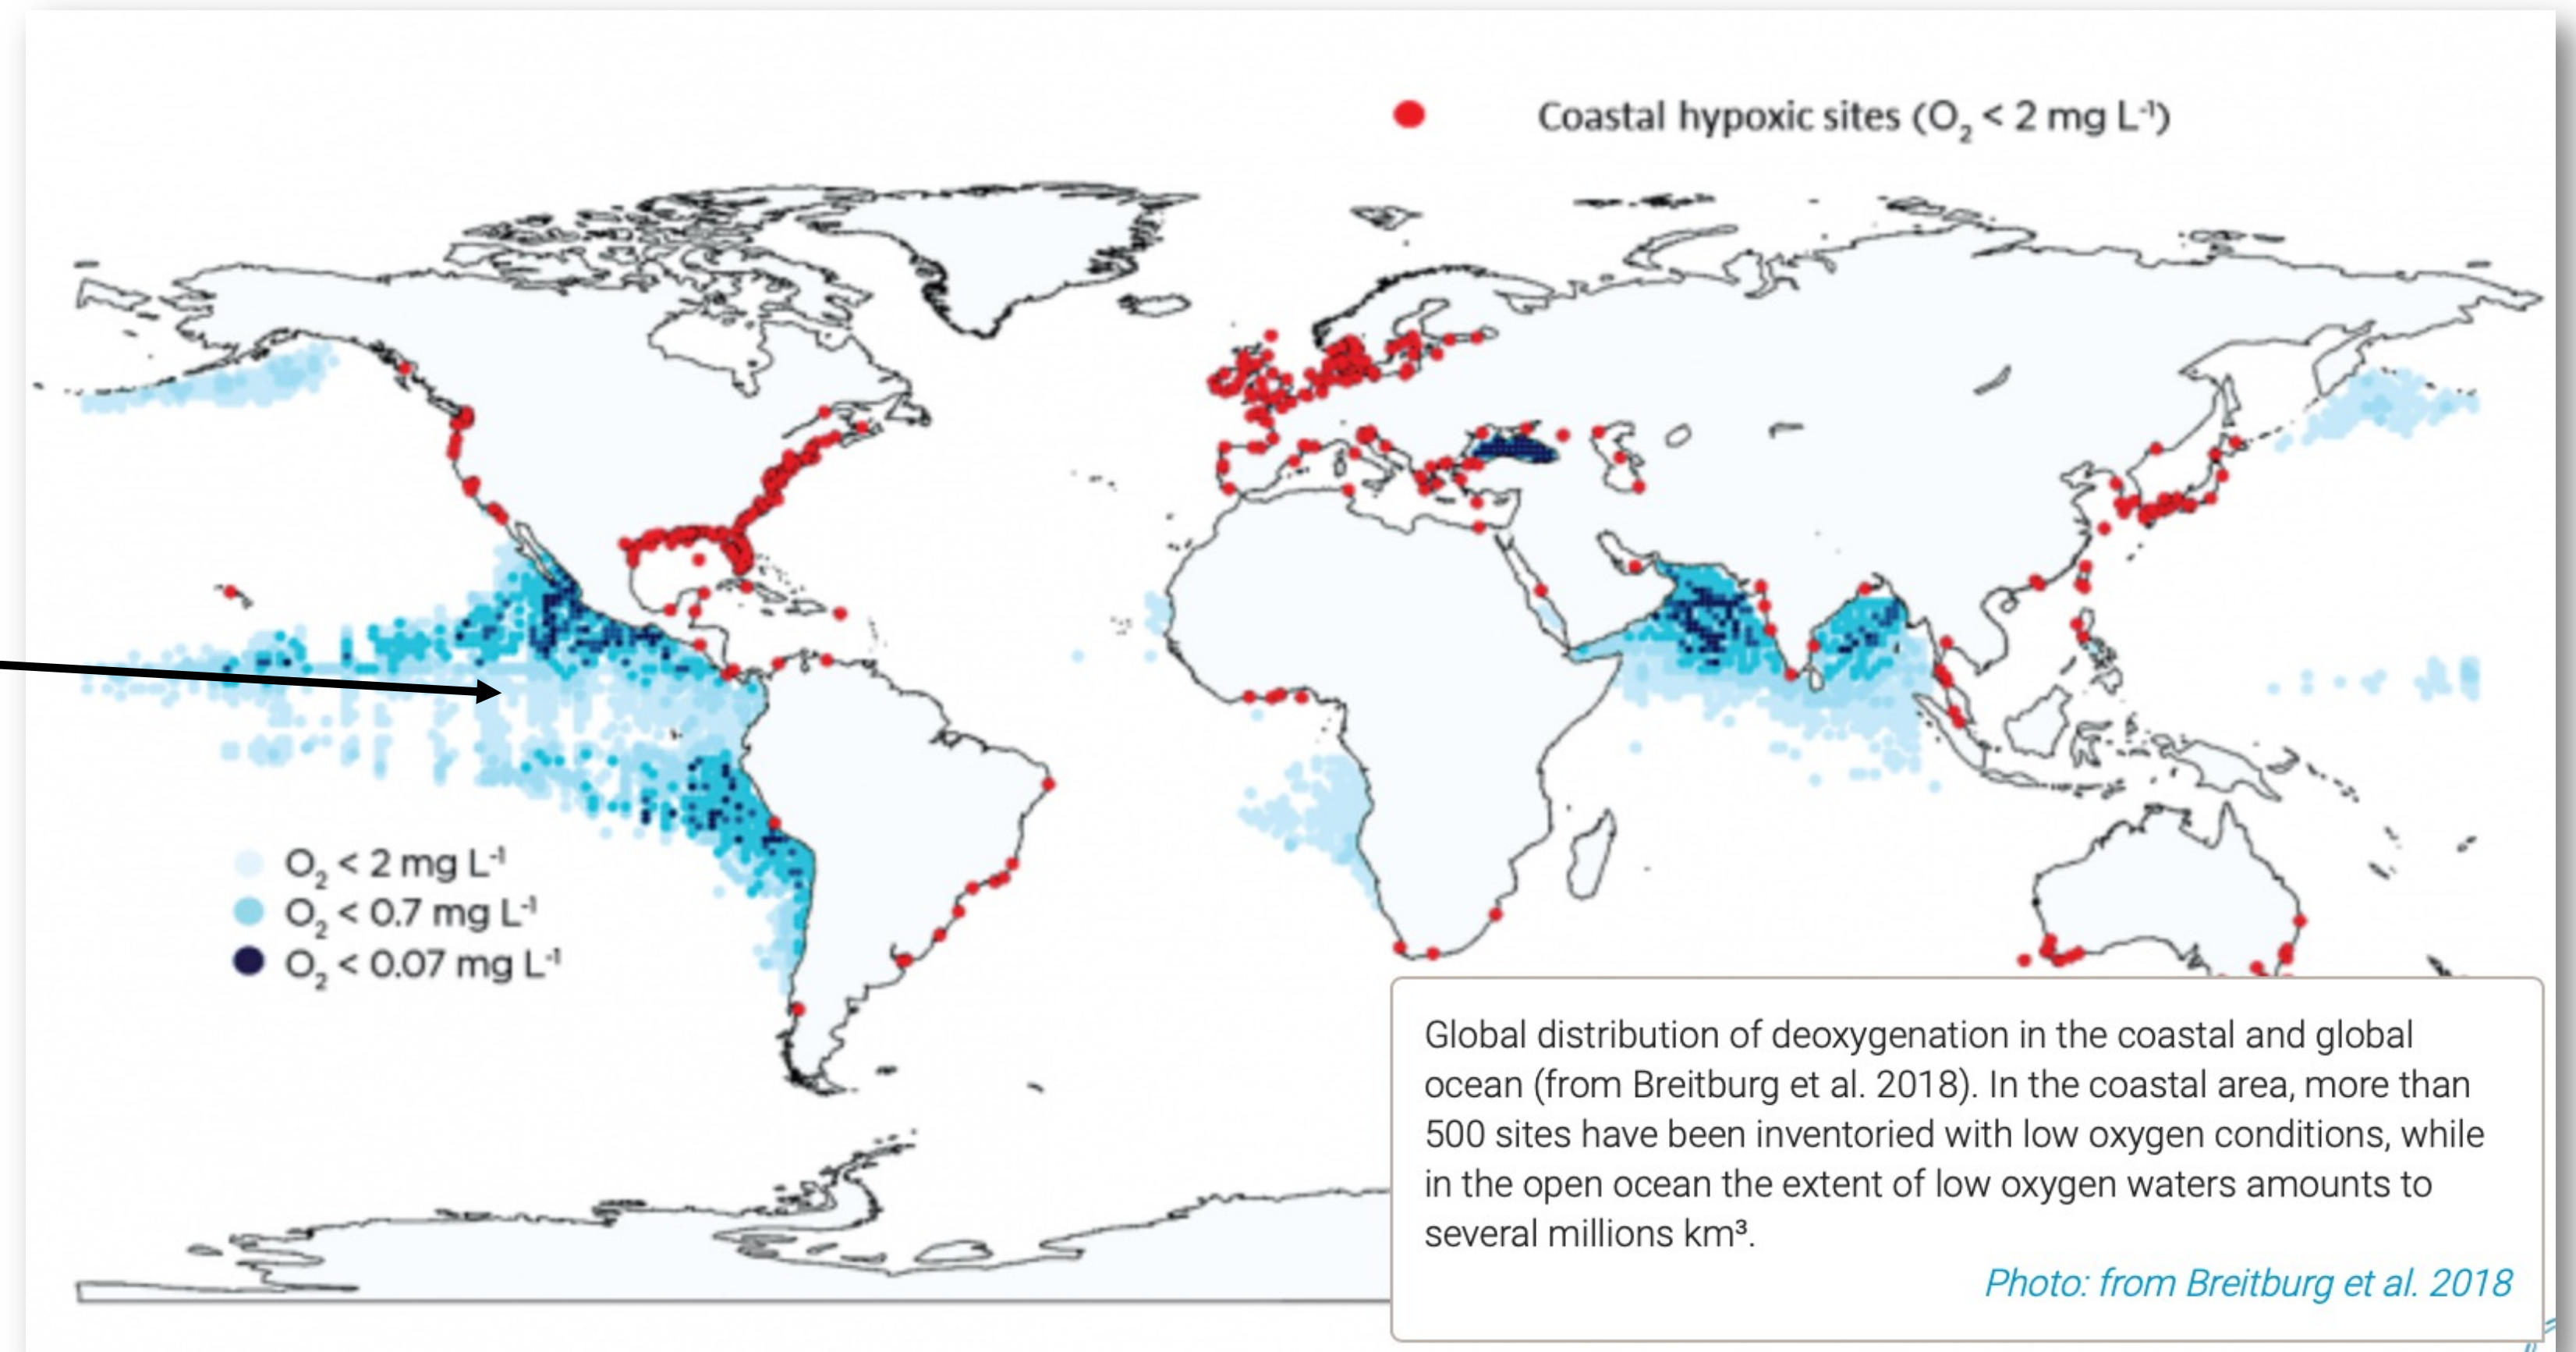 Coastal hypoxic sites (O₂ < 2 mg L⁻¹)
O₂ < 2 mg L⁻¹
O₂ < 0.7 mg L⁻¹
O₂ < 0.07 mg L⁻¹
Global distribution of deoxygenation in the coastal and global
ocean (from Breitburg et al. 2018). In the coastal area, more than
500 sites have been inventoried with low oxygen conditions, while
in the open ocean the extent of low oxygen waters amounts to
several millions km³.
Photo: from Breitburg et al. 2018